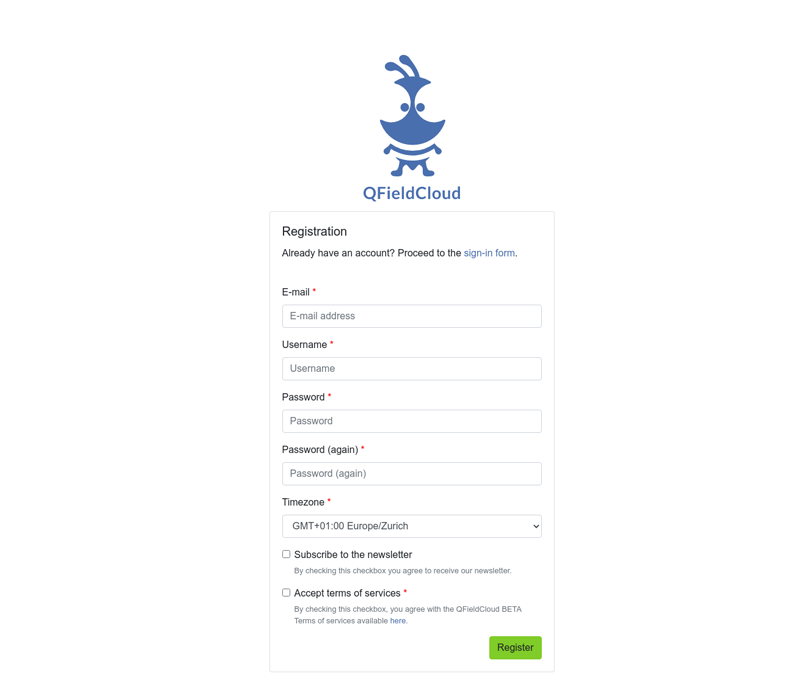 QFieldCloud
Registration
Already have an account? Proceed to the sign-in form.
E-mail *
E-mail address
Username *
Username
Password *
Password
Password (again) *
Password (again)
Timezone *
GMT+01:00 Europe/Zurich
Subscribe to the newsletter
By checking this checkbox you agree to receive our newsletter.
Accept terms of services *
By checking this checkbox, you agree with the QFieldCloud BETA
Terms of services available here.
Register